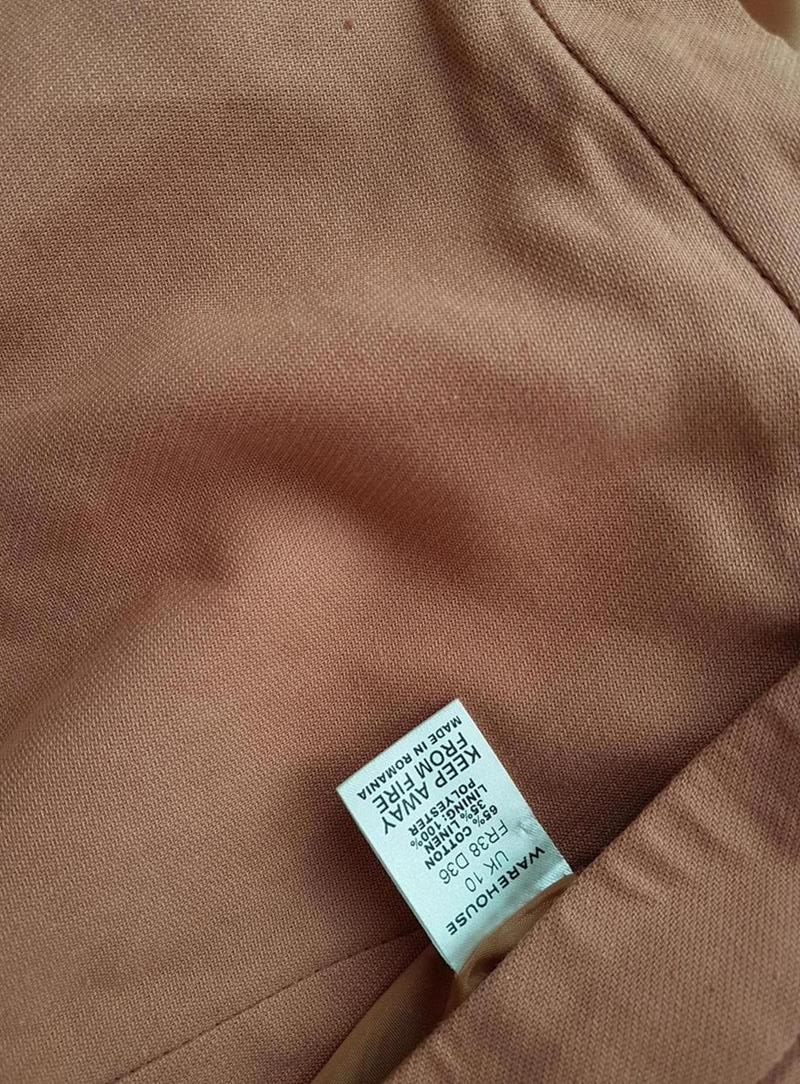 WAREHOUSE
UK 10
FR38 D36
65% COTTON
35% LINEN
LINING: 100%
POLYESTER
KEEP AWAY
FROM FIRE
MADE IN ROMANIA